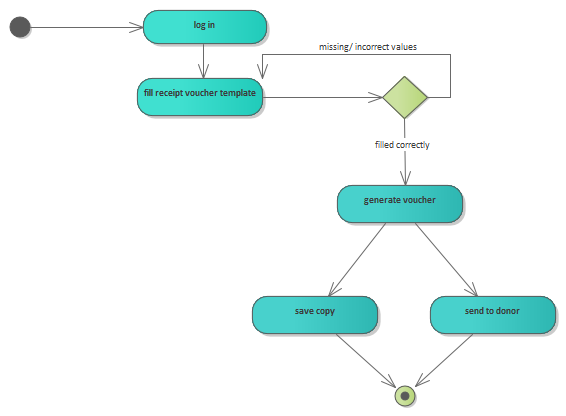 log in
missing/ incorrect values
fill receipt voucher template
filled correctly
generate voucher
save copy
send to donor